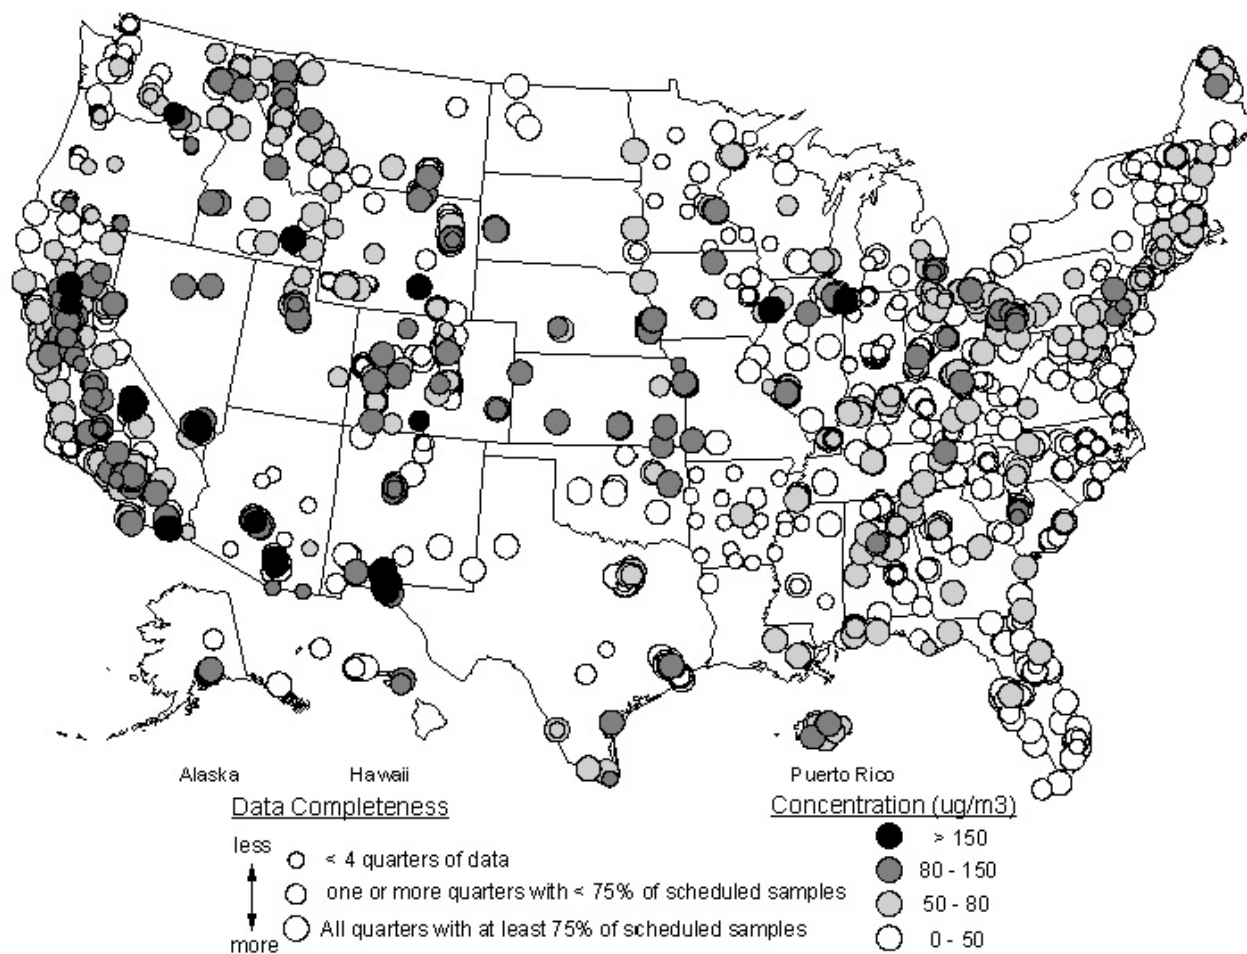 Alaska Hawaii Puerto Rico
Data Completeness
less
< 4 quarters of data
one or more quarters with < 75% of scheduled samples
All quarters with at least 75% of scheduled samples
more
Concentration (ug/m3)
> 150
80 - 150
50 - 80
0 - 50